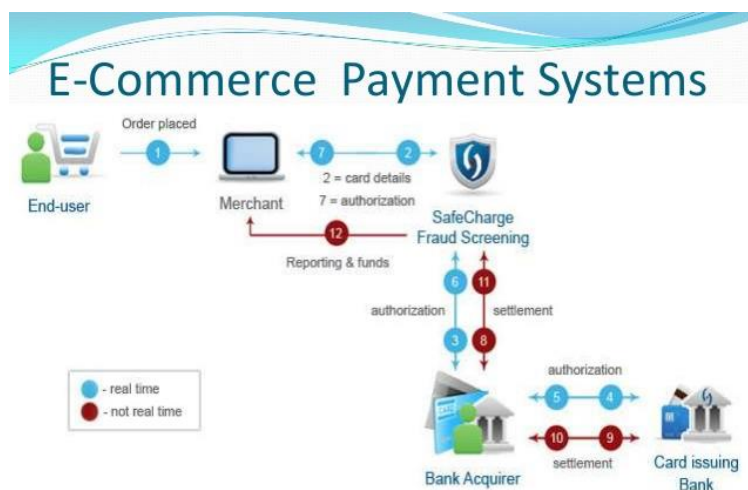 E-Commerce Payment Systems
Order placed
1
7
2
2 = card details
7 = authorization
End-user
Merchant
SafeCharge
Fraud Screening
12
Reporting & funds
6
11
authorization
settlement
3
8
- real time
- not real time
authorization
5
4
10
9
settlement
Bank Acquirer
Card issuing
Bank